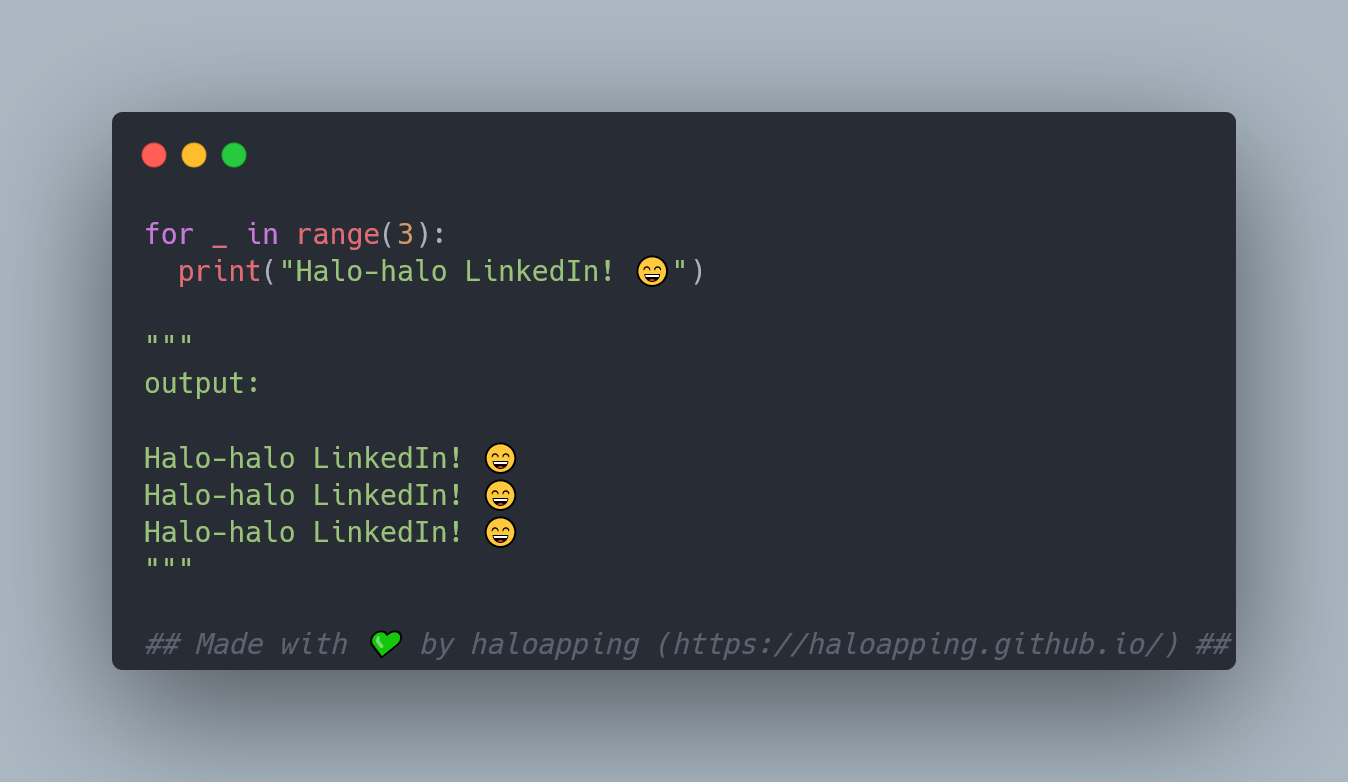 for _ in range(3):
  print("Halo-halo LinkedIn! 😄")
"""
output:
Halo-halo LinkedIn! 😄
Halo-halo LinkedIn! 😄
Halo-halo LinkedIn! 😄
"""
## Made with 💚 by haloapping (https://haloapping.github.io/) ##